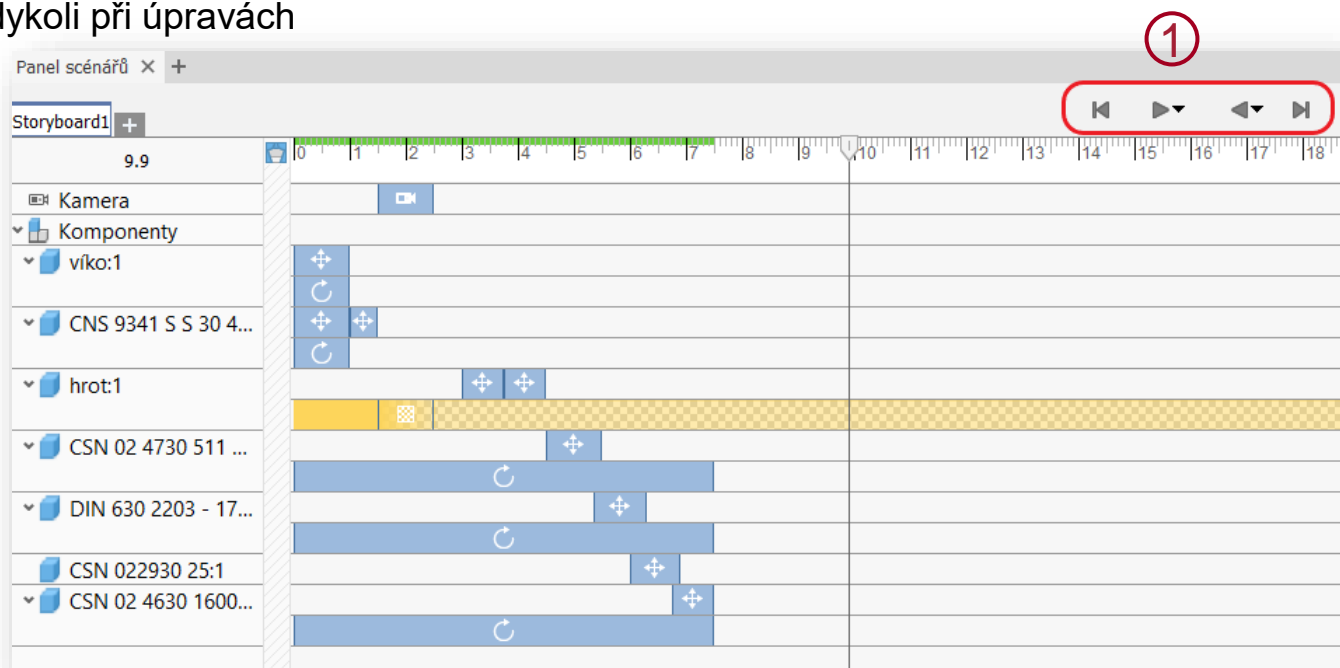 dykoli při úpravách
1
Panel scénářů × +
Storyboard1 +
9.9
0 1 2 3 4 5 6 7 8 9 10 11 12 13 14 15 16 17 18
Kamera
Komponenty
víko:1
CNS 9341 S S 30 4...
hrot:1
CSN 02 4730 511 ...
DIN 630 2203 - 17...
CSN 022930 25:1
CSN 02 4630 1600...